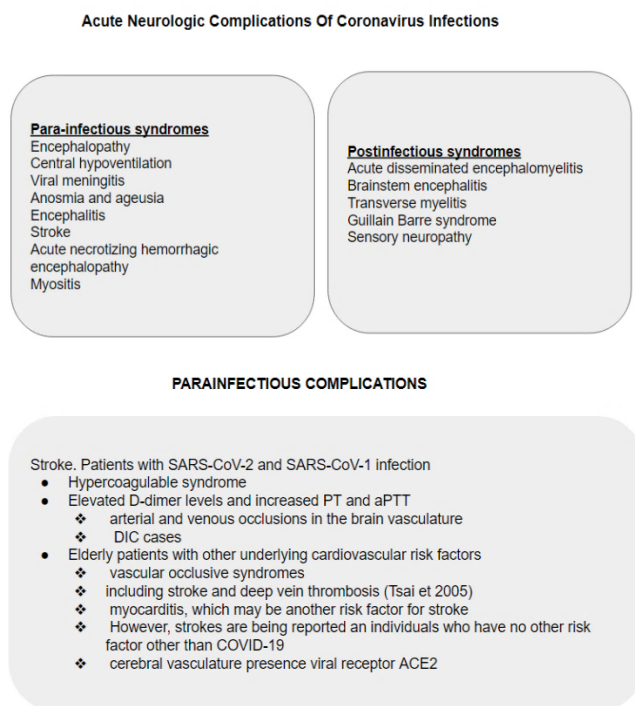 Acute Neurologic Complications Of Coronavirus Infections
Para-infectious syndromes
Encephalopathy
Central hypoventilation
Viral meningitis
Anosmia and ageusia
Encephalitis
Stroke
Acute necrotizing hemorrhagic
encephalopathy
Myositis
Postinfectious syndromes
Acute disseminated encephalomyelitis
Brainstem encephalitis
Transverse myelitis
Guillain Barre syndrome
Sensory neuropathy
PARAINFECTIOUS COMPLICATIONS
Stroke. Patients with SARS-CoV-2 and SARS-CoV-1 infection
● Hypercoagulable syndrome
● Elevated D-dimer levels and increased PT and aPTT
❖ arterial and venous occlusions in the brain vasculature
❖ DIC cases
● Elderly patients with other underlying cardiovascular risk factors
❖ vascular occlusive syndromes
❖ including stroke and deep vein thrombosis (Tsai et 2005)
❖ myocarditis, which may be another risk factor for stroke
❖ However, strokes are being reported an individuals who have no other risk
factor other than COVID-19
❖ cerebral vasculature presence viral receptor ACE2